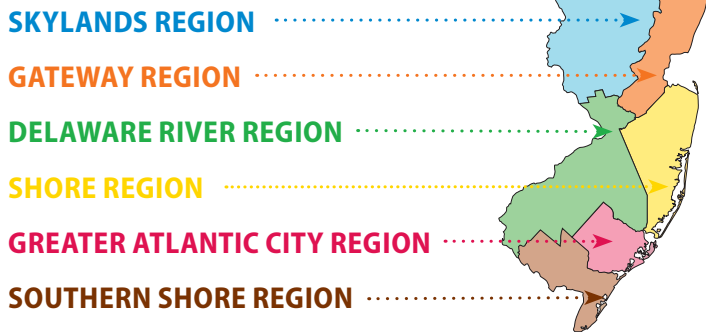 SKYLANDS REGION
GATEWAY REGION
DELAWARE RIVER REGION
SHORE REGION
GREATER ATLANTIC CITY REGION
SOUTHERN SHORE REGION